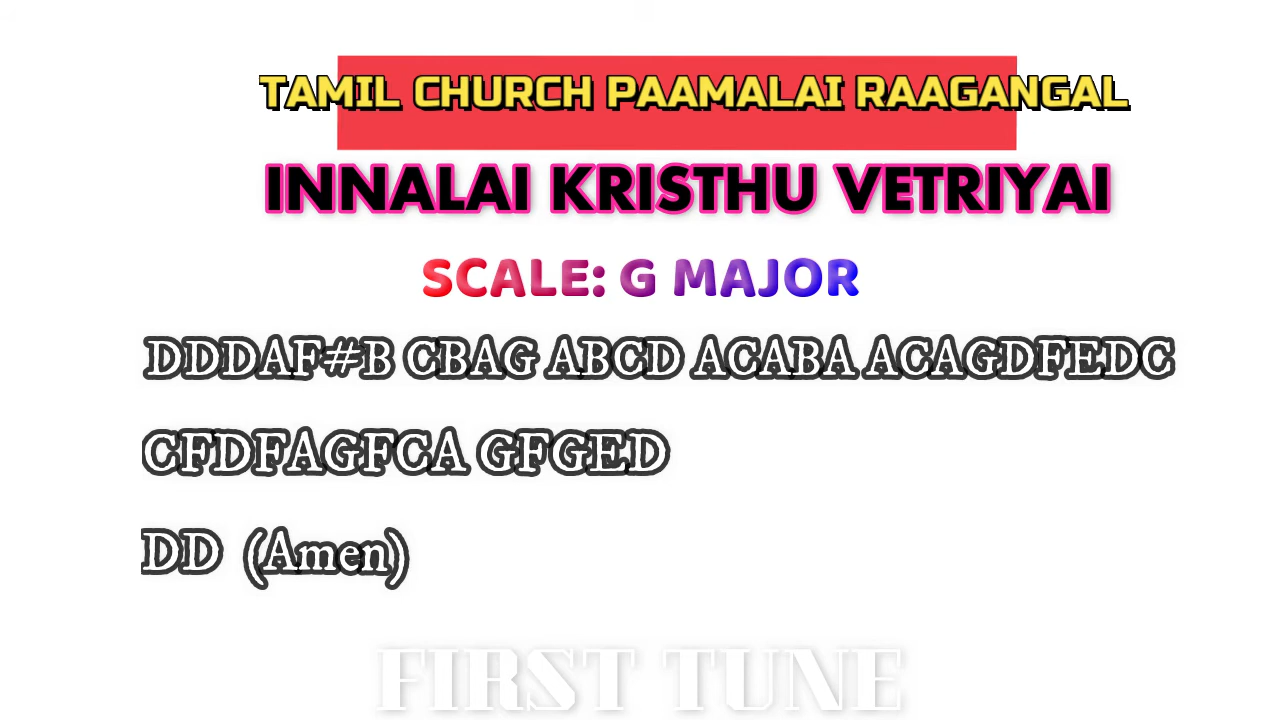 TAMIL CHURCH PAAMALAI RAAGANGAL
INNALAI KRISTHU VETRIYAI
SCALE: G MAJOR
DDDAF#B CBAG ABCD ACABA ACAGDFEDC
CFDFAGFCA GFGED
DD (Amen)
FIRST TUNE